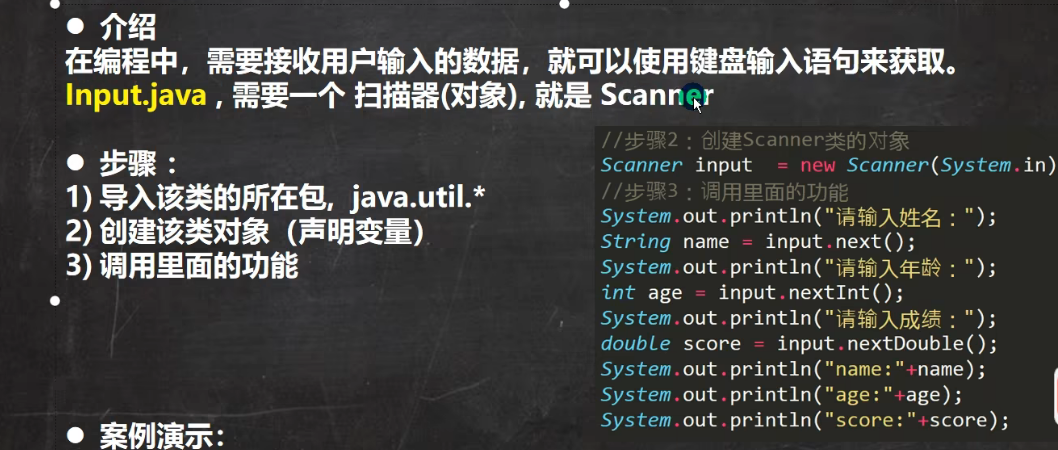 ● 介绍
在编程中，需要接收用户输入的数据，就可以使用键盘输入语句来获取。
Input.java , 需要一个 扫描器(对象), 就是 Scanner
● 步骤 ：
1) 导入该类的所在包, java.util.*
2) 创建该类对象（声明变量）
3) 调用里面的功能
//步骤2：创建Scanner类的对象
Scanner input  = new Scanner(System.in)
//步骤3：调用里面的功能
System.out.println("请输入姓名：");
String name = input.next();
System.out.println("请输入年龄：");
int age = input.nextInt();
System.out.println("请输入成绩：");
double score = input.nextDouble();
System.out.println("name:"+name);
System.out.println("age:"+age);
System.out.println("score:"+score);
● 案例演示：